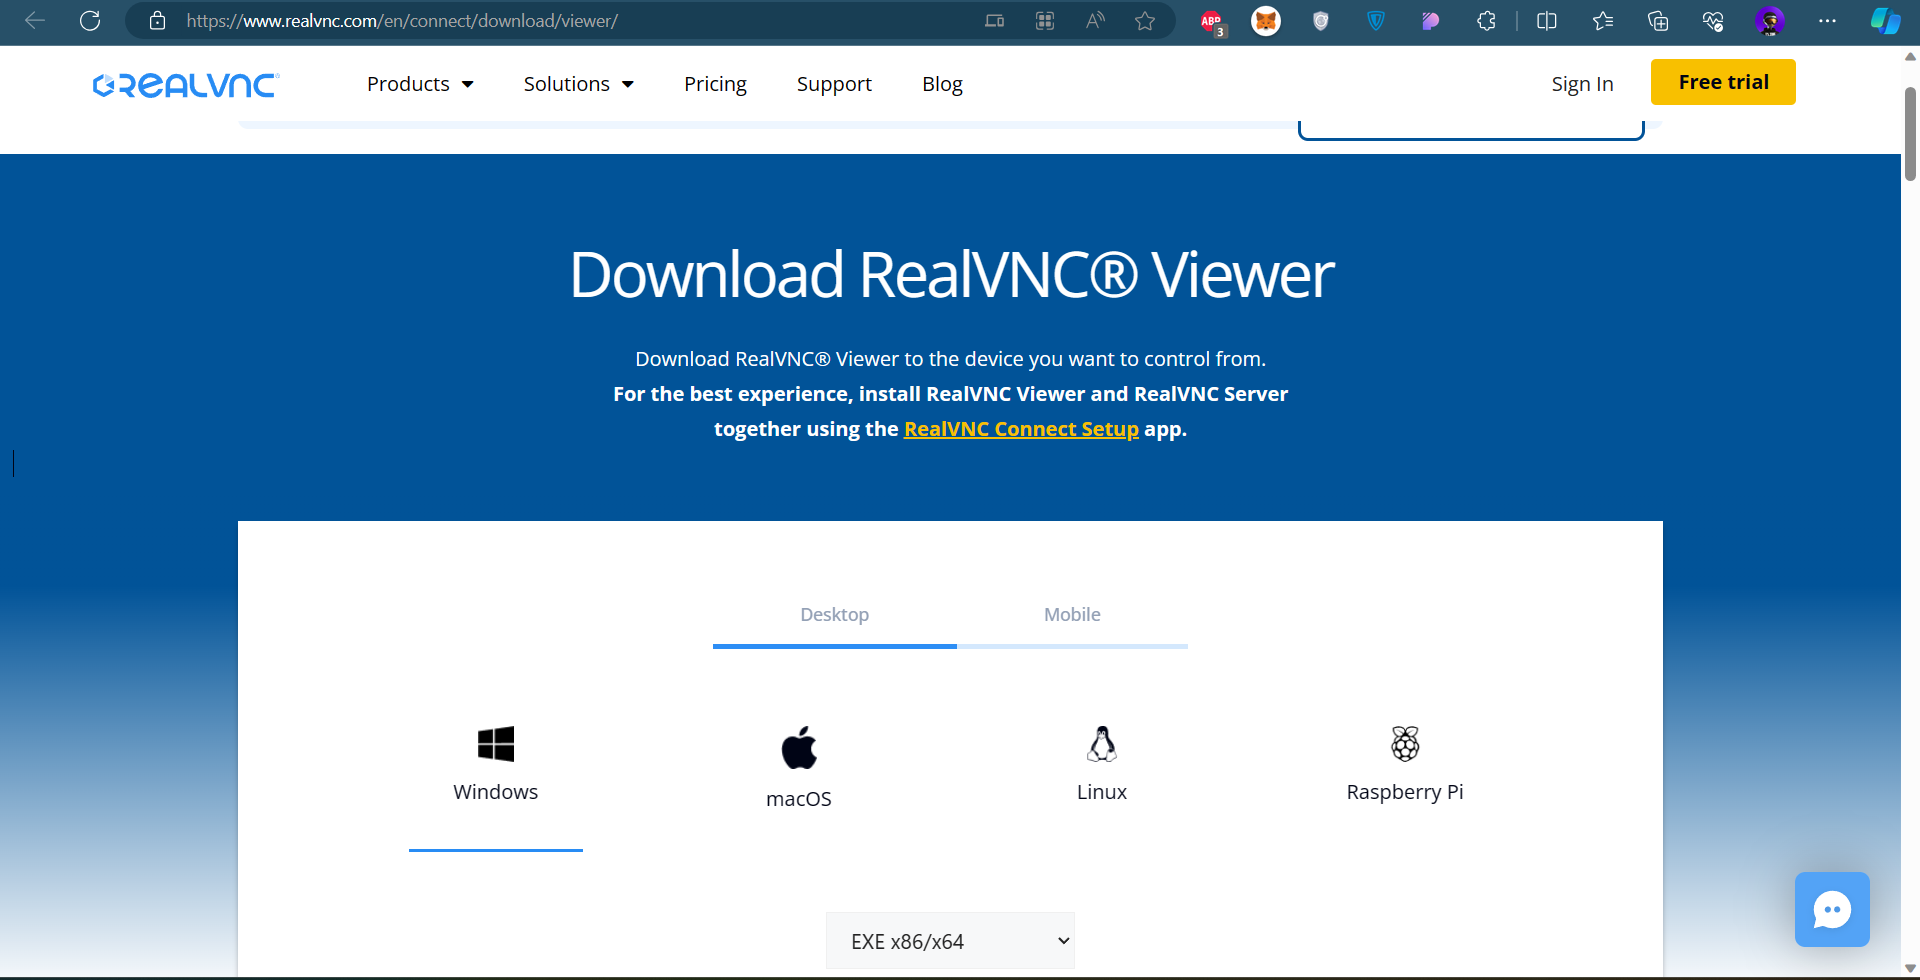 https://www.realvnc.com/en/connect/download/viewer/
ABP
3
REALVNC
Products
Solutions
Pricing
Support
Blog
Sign In
Free trial
Download RealVNC® Viewer
Download RealVNC® Viewer to the device you want to control from.
For the best experience, install RealVNC Viewer and RealVNC Server
together using the RealVNC Connect Setup app.
Desktop
Mobile
Windows
macOS
Linux
Raspberry Pi
EXE x86/x64